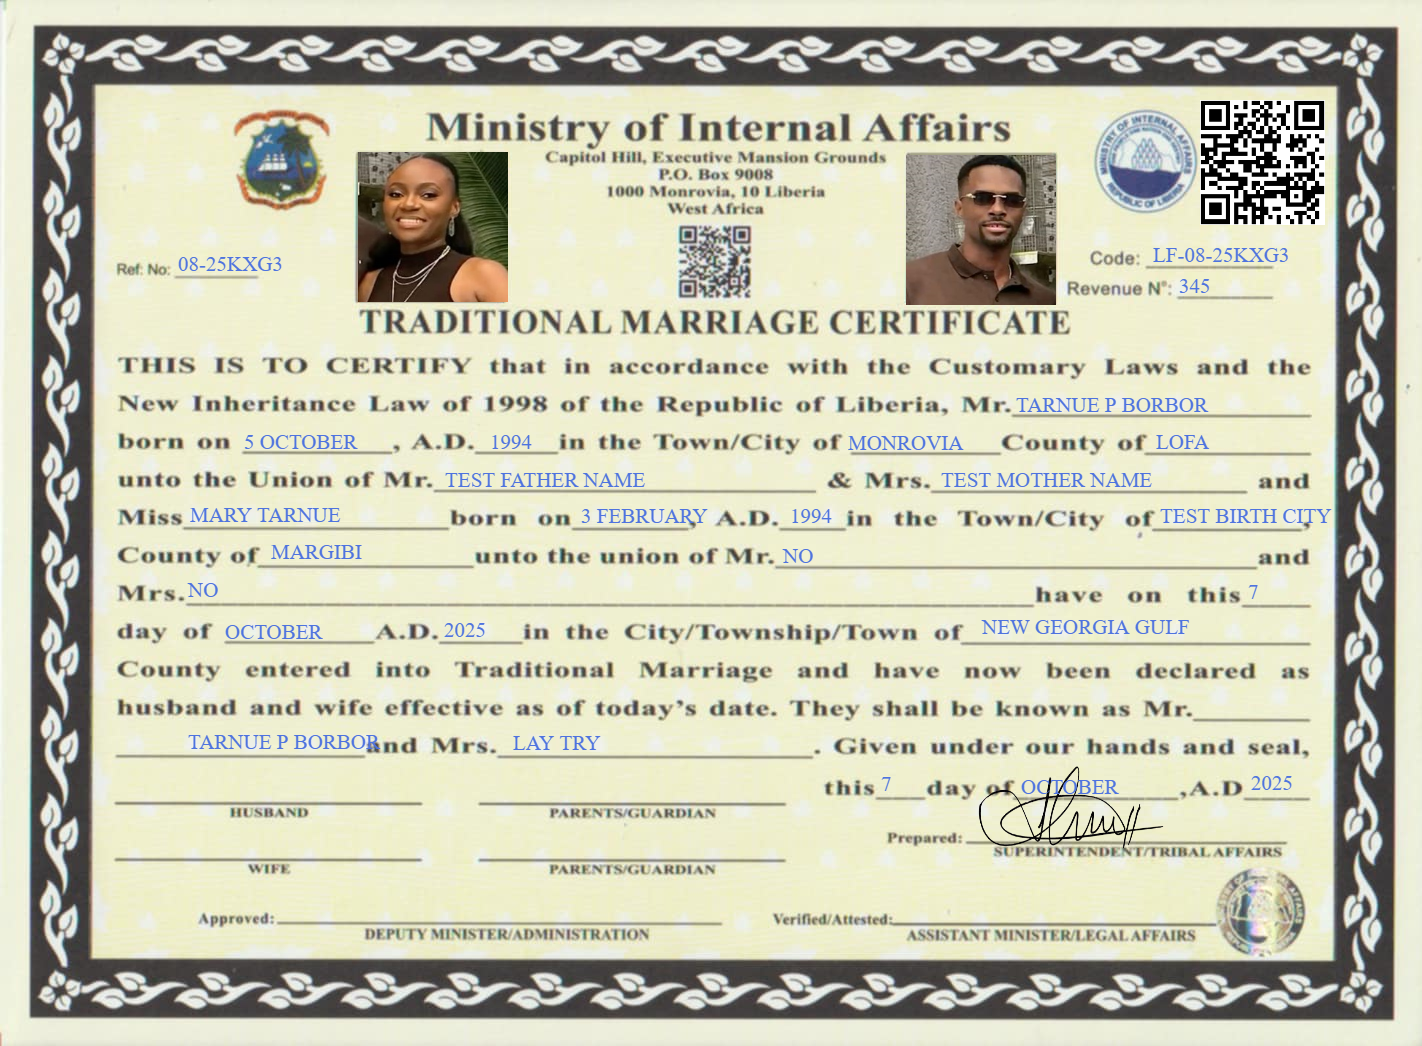 Ministry of Internal Affairs
Capitol Hill, Executive Mansion Grounds
P.O. Box 9008
1000 Monrovia, 10 Liberia
West Africa
MINISTRY OF INTERNAL AFFAIRS
REPUBLIC OF LIBERIA
Ref: No: 08-25KXG3
Code: LF-08-25KXG3
Revenue N°: 345
TRADITIONAL MARRIAGE CERTIFICATE
THIS IS TO CERTIFY that in accordance with the Customary Laws and the
New Inheritance Law of 1998 of the Republic of Liberia, Mr. TARNUE P BORBOR
born on 5 OCTOBER, A.D. 1994 in the Town/City of MONROVIA County of LOFA
unto the Union of Mr. TEST FATHER NAME & Mrs. TEST MOTHER NAME and
Miss MARY TARNUE born on 3 FEBRUARY, A.D. 1994 in the Town/City of TEST BIRTH CITY,
County of MARGIBI unto the union of Mr. NO and
Mrs. NO have on this 7
day of OCTOBER A.D. 2025 in the City/Township/Town of NEW GEORGIA GULF
County entered into Traditional Marriage and have now been declared as
husband and wife effective as of today's date. They shall be known as Mr.
TARNUE P BORBOR and Mrs. LAY TRY. Given under our hands and seal,
this 7 day of OCTOBER, A.D 2025
HUSBAND PARENTS/GUARDIAN
Prepared:
SUPERINTENDENT/TRIBAL AFFAIRS
WIFE PARENTS/GUARDIAN
Approved: Verified/Attested:
DEPUTY MINISTER/ADMINISTRATION ASSISTANT MINISTER/LEGAL AFFAIRS